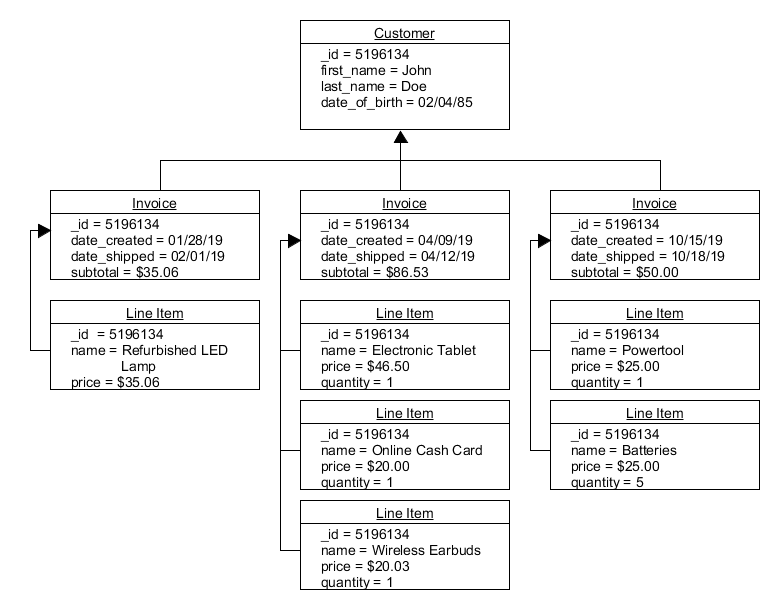 Customer
_id = 5196134
first_name = John
last_name = Doe
date_of_birth = 02/04/85
Invoice
_id = 5196134
date_created = 01/28/19
date_shipped = 02/01/19
subtotal = $35.06
Line Item
_id = 5196134
name = Refurbished LED
Lamp
price = $35.06
Invoice
_id = 5196134
date_created = 04/09/19
date_shipped = 04/12/19
subtotal = $86.53
Line Item
_id = 5196134
name = Electronic Tablet
price = $46.50
quantity = 1
Line Item
_id = 5196134
name = Online Cash Card
price = $20.00
quantity = 1
Line Item
_id = 5196134
name = Wireless Earbuds
price = $20.03
quantity = 1
Invoice
_id = 5196134
date_created = 10/15/19
date_shipped = 10/18/19
subtotal = $50.00
Line Item
_id = 5196134
name = Powertool
price = $25.00
quantity = 1
Line Item
_id = 5196134
name = Batteries
price = $25.00
quantity = 5